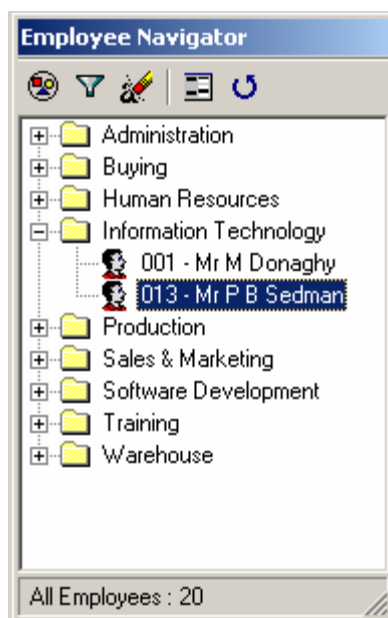 Employee Navigator
Administration
Buying
Human Resources
Information Technology
001 - Mr M Donaghy
013 - Mr P B Sedman
Production
Sales & Marketing
Software Development
Training
Warehouse
All Employees : 20